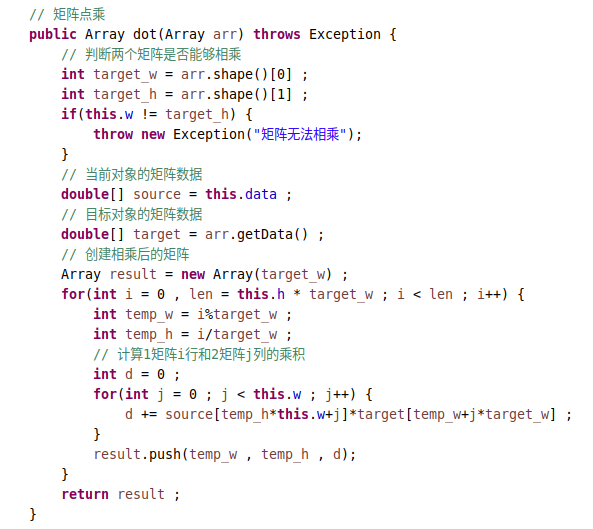 // 矩阵点乘
public Array dot(Array arr) throws Exception {
    // 判断两个矩阵是否能够相乘
    int target_w = arr.shape()[0] ;
    int target_h = arr.shape()[1] ;
    if(this.w != target_h) {
        throw new Exception("矩阵无法相乘");
    }
    // 当前对象的矩阵数据
    double[] source = this.data ;
    // 目标对象的矩阵数据
    double[] target = arr.getData() ;
    // 创建相乘后的矩阵
    Array result = new Array(target_w) ;
    for(int i = 0 , len = this.h * target_w ; i < len ; i++) {
        int temp_w = i%target_w ;
        int temp_h = i/target_w ;
        // 计算1矩阵i行和2矩阵j列的乘积
        int d = 0 ;
        for(int j = 0 ; j < this.w ; j++) {
            d += source[temp_h*this.w+j]*target[temp_w+j*target_w] ;
        }
        result.push(temp_w , temp_h , d);
    }
    return result ;
}